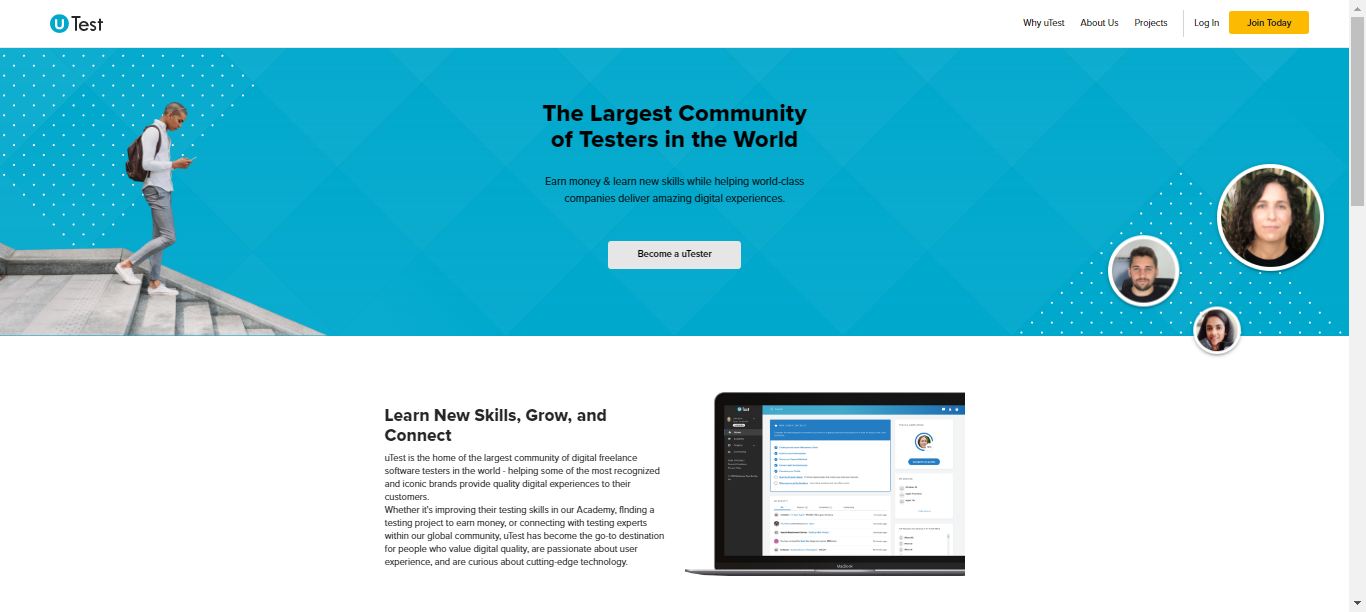 uTest
Why uTest
About Us
Projects
Log In
Join Today
The Largest Community
of Testers in the World
Earn money & learn new skills while helping world-class
companies deliver amazing digital experiences.
Become a uTester
Learn New Skills, Grow, and
Connect
uTest is the home of the largest community of digital freelance
software testers in the world - helping some of the most recognized
and iconic brands provide quality digital experiences to their
customers.
Whether it's improving their testing skills in our Academy, finding a
testing project to earn money, or connecting with testing experts
within our global community, uTest has become the go-to destination
for people who value digital quality, are passionate about user
experience, and are curious about cutting-edge technology.
MacBook